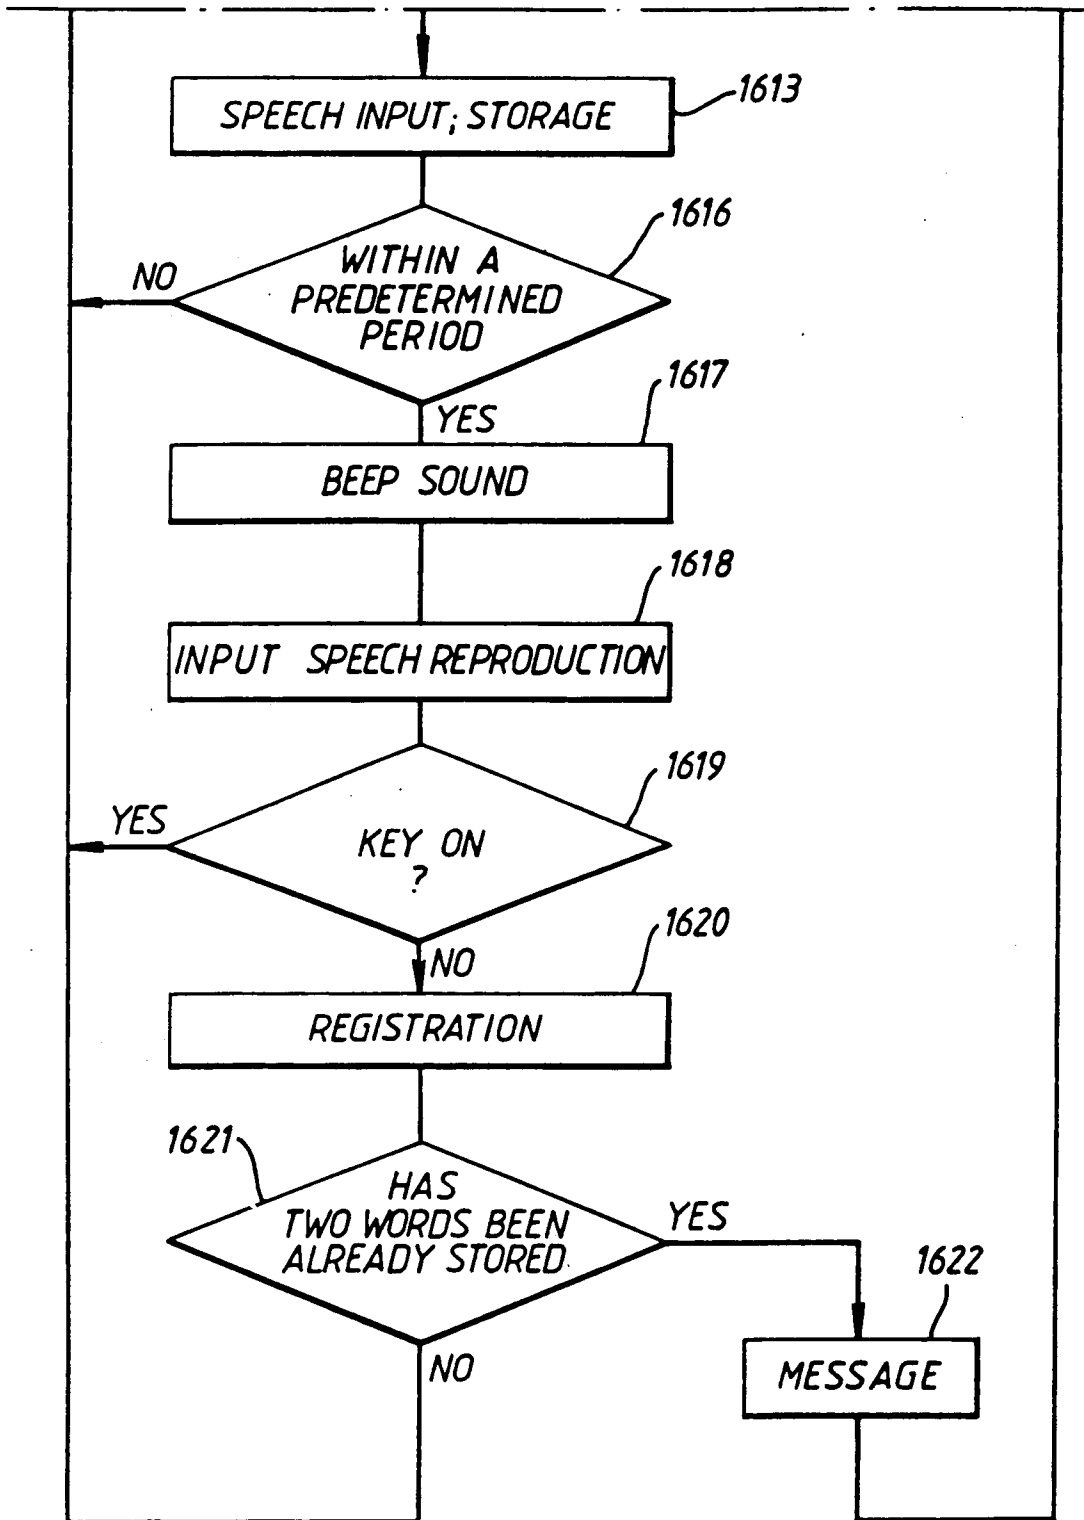 SPEECH INPUT; STORAGE
1613
1616
WITHIN A
PREDETERMINED
PERIOD
NO
YES
1617
BEEP SOUND
1618
INPUT SPEECH REPRODUCTION
1619
YES
KEY ON
?
NO
1620
REGISTRATION
1621
HAS
TWO WORDS BEEN
ALREADY STORED
YES
NO
1622
MESSAGE